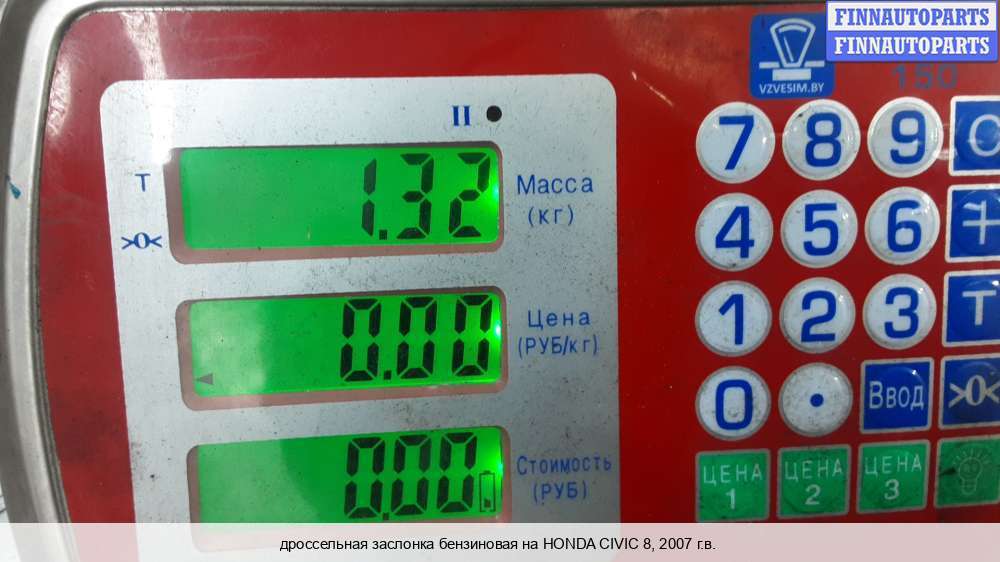 FINNAUTOPARTS
FINNAUTOPARTS
VZVESIM.BY
150
II
T
>0<
1.32
Масса
(кг)
0.00
Цена
(РУБ/кг)
0.00
Стоимость
(РУБ)
7 8 9 C
4 5 6 +
1 2 3 T
0 . Ввод >0<
ЦЕНА 1 ЦЕНА 2 ЦЕНА 3
дроссельная заслонка бензиновая на HONDA CIVIC 8, 2007 г.в.